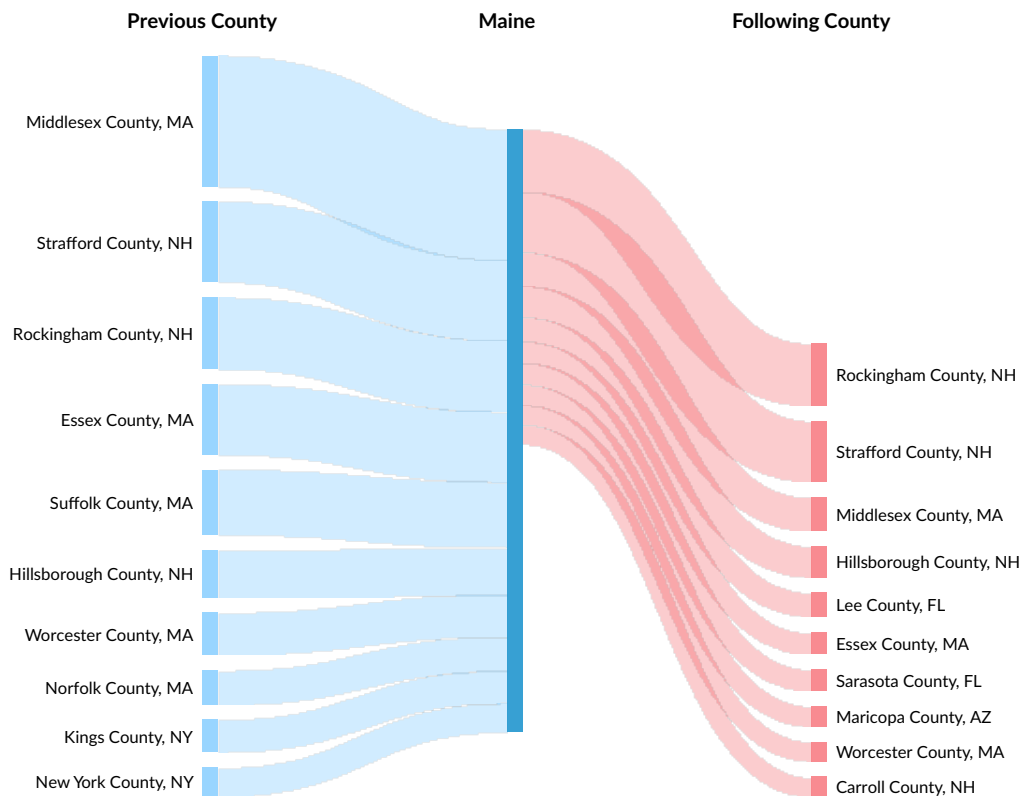 Previous County
Maine
Following County
Middlesex County, MA
Strafford County, NH
Rockingham County, NH
Essex County, MA
Suffolk County, MA
Hillsborough County, NH
Worcester County, MA
Norfolk County, MA
Kings County, NY
New York County, NY
Rockingham County, NH
Strafford County, NH
Middlesex County, MA
Hillsborough County, NH
Lee County, FL
Essex County, MA
Sarasota County, FL
Maricopa County, AZ
Worcester County, MA
Carroll County, NH